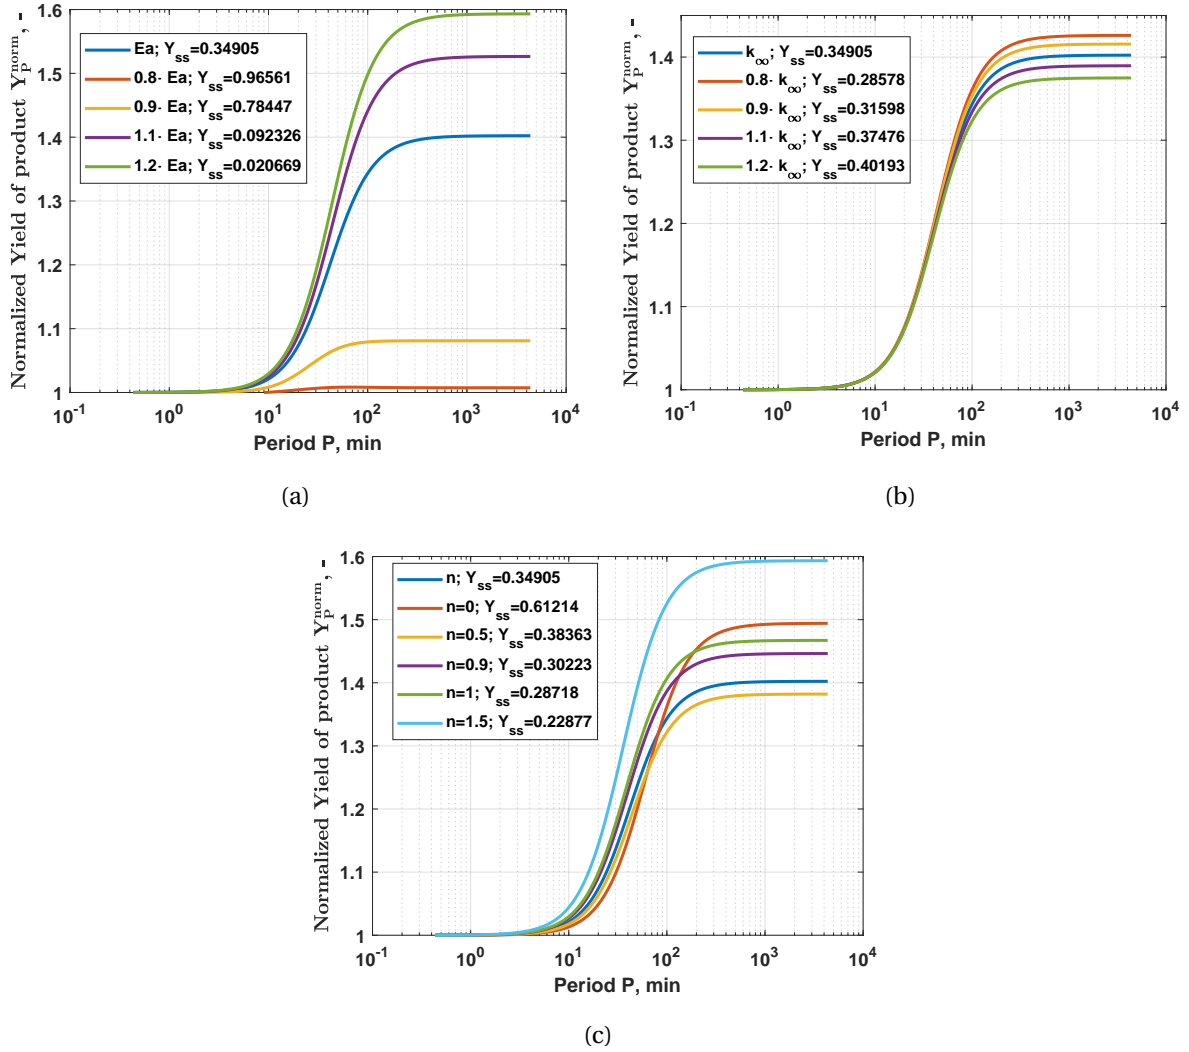 Normalized Yield of product Y_P^norm, -
1.6
1.5
1.4
1.3
1.2
1.1
1
Ea; Y_ss=0.34905
0.8· Ea; Y_ss=0.96561
0.9· Ea; Y_ss=0.78447
1.1· Ea; Y_ss=0.092326
1.2· Ea; Y_ss=0.020669
10^-1 10^0 10^1 10^2 10^3 10^4
Period P, min
(a)
Normalized Yield of product Y_P^norm, -
1.4
1.3
1.2
1.1
1
k_∞; Y_ss=0.34905
0.8· k_∞; Y_ss=0.28578
0.9· k_∞; Y_ss=0.31598
1.1· k_∞; Y_ss=0.37476
1.2· k_∞; Y_ss=0.40193
10^-1 10^0 10^1 10^2 10^3 10^4
Period P, min
(b)
Normalized Yield of product Y_P^norm, -
1.6
1.5
1.4
1.3
1.2
1.1
1
n; Y_ss=0.34905
n=0; Y_ss=0.61214
n=0.5; Y_ss=0.38363
n=0.9; Y_ss=0.30223
n=1; Y_ss=0.28718
n=1.5; Y_ss=0.22877
10^-1 10^0 10^1 10^2 10^3 10^4
Period P, min
(c)